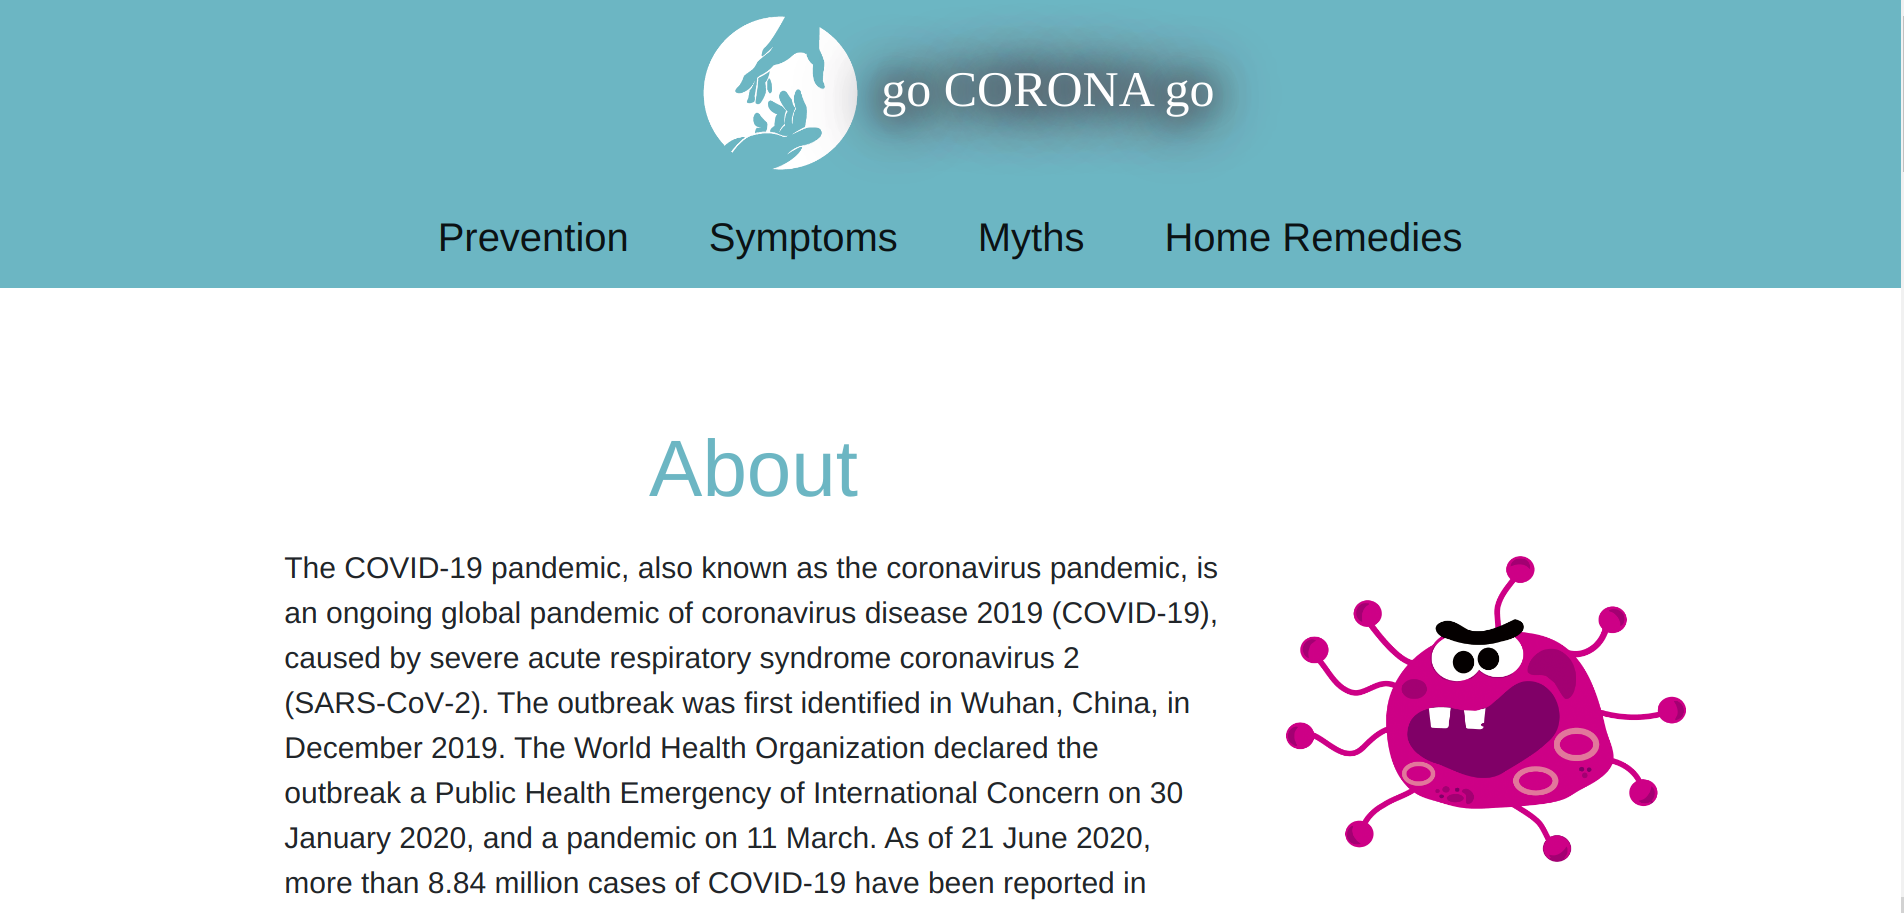 go CORONA go
Prevention Symptoms Myths Home Remedies
About
The COVID-19 pandemic, also known as the coronavirus pandemic, is
an ongoing global pandemic of coronavirus disease 2019 (COVID-19),
caused by severe acute respiratory syndrome coronavirus 2
(SARS-CoV-2). The outbreak was first identified in Wuhan, China, in
December 2019. The World Health Organization declared the
outbreak a Public Health Emergency of International Concern on 30
January 2020, and a pandemic on 11 March. As of 21 June 2020,
more than 8.84 million cases of COVID-19 have been reported in